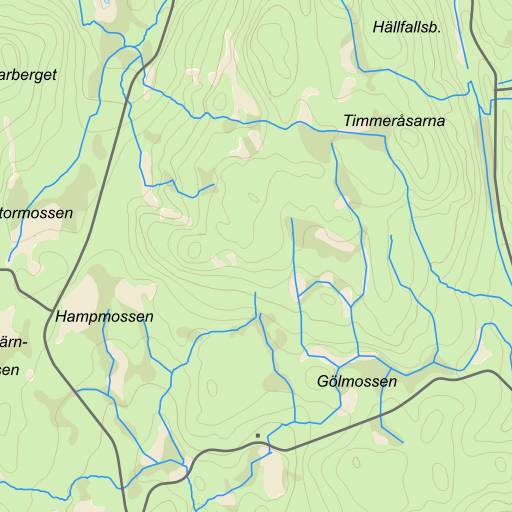 Hällfallsb.
arberget
Timmeråsarna
tormossen
Hampmossen
ärn-
sen
Gölmossen